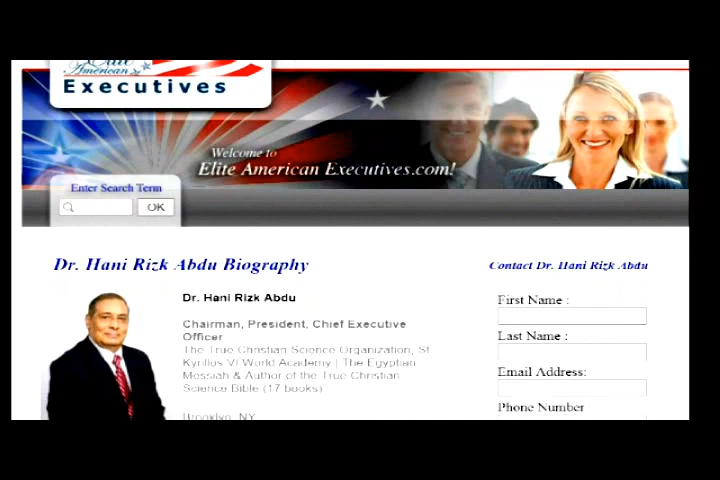 Elite
American
Executives
Welcome to
Elite American Executives.com!
Enter Search Term
OK
Dr. Hani Rizk Abdu Biography
Contact Dr. Hani Rizk Abdu
Dr. Hani Rizk Abdu
Chairman, President, Chief Executive
Officer
The True Christian Science Organization, St
Kyrillos VI World Academy | The Egyptian
Messiah & Author of the True Christian
Science Bible (17 books)
Brooklyn, NY
First Name :
Last Name :
Email Address:
Phone Number